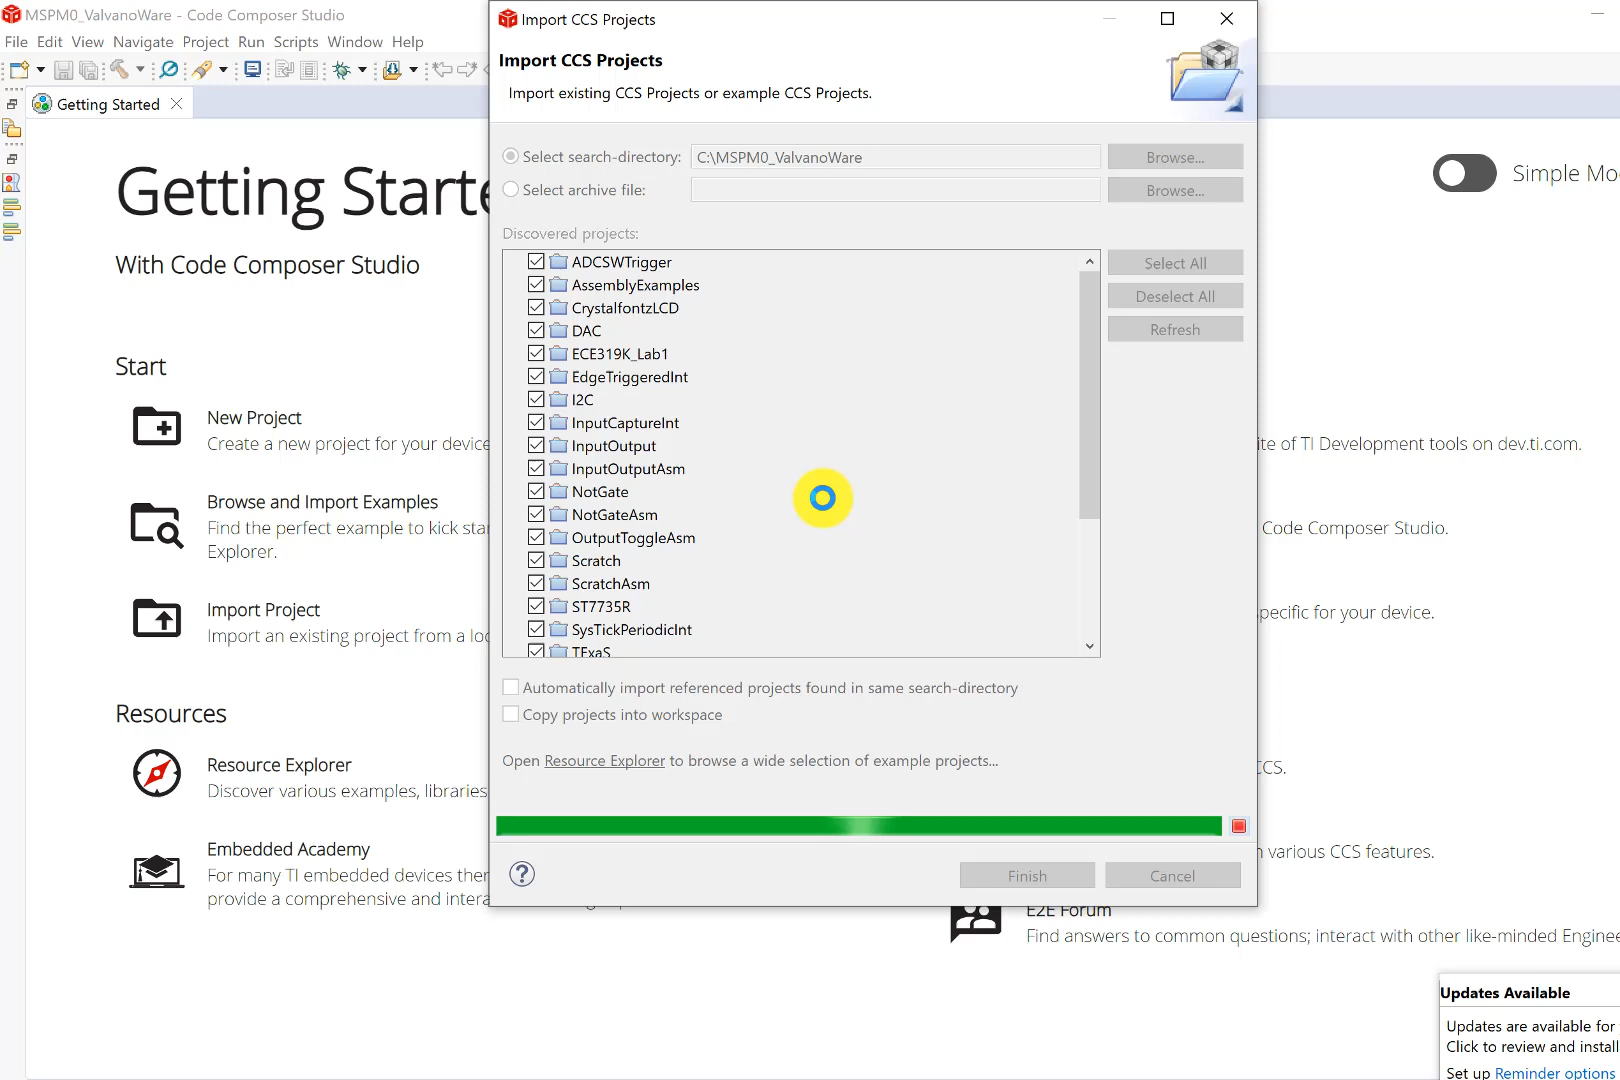 MSPM0_ValvanoWare - Code Composer Studio
File Edit View Navigate Project Run Scripts Window Help
Getting Started
Getting Starte
With Code Composer Studio
Start
New Project
Create a new project for your device
Browse and Import Examples
Find the perfect example to kick star
Explorer.
Import Project
Import an existing project from a loc
Resources
Resource Explorer
Discover various examples, libraries
Embedded Academy
For many TI embedded devices ther
provide a comprehensive and intera
Import CCS Projects
Import CCS Projects
Import existing CCS Projects or example CCS Projects.
Select search-directory: C:\MSPM0_ValvanoWare Browse...
Select archive file: Browse...
Discovered projects:
ADCSWTrigger
AssemblyExamples
CrystalfontzLCD
DAC
ECE319K_Lab1
EdgeTriggeredInt
I2C
InputCaptureInt
InputOutput
InputOutputAsm
NotGate
NotGateAsm
OutputToggleAsm
Scratch
ScratchAsm
ST7735R
SysTickPeriodicInt
TExaS
Select All
Deselect All
Refresh
Automatically import referenced projects found in same search-directory
Copy projects into workspace
Open Resource Explorer to browse a wide selection of example projects...
Finish Cancel
Simple Mo
ite of TI Development tools on dev.ti.com.
Code Composer Studio.
pecific for your device.
CCS.
n various CCS features.
E2E Forum
Find answers to common questions; interact with other like-minded Enginee
Updates Available
Updates are available for
Click to review and install
Set up Reminder options